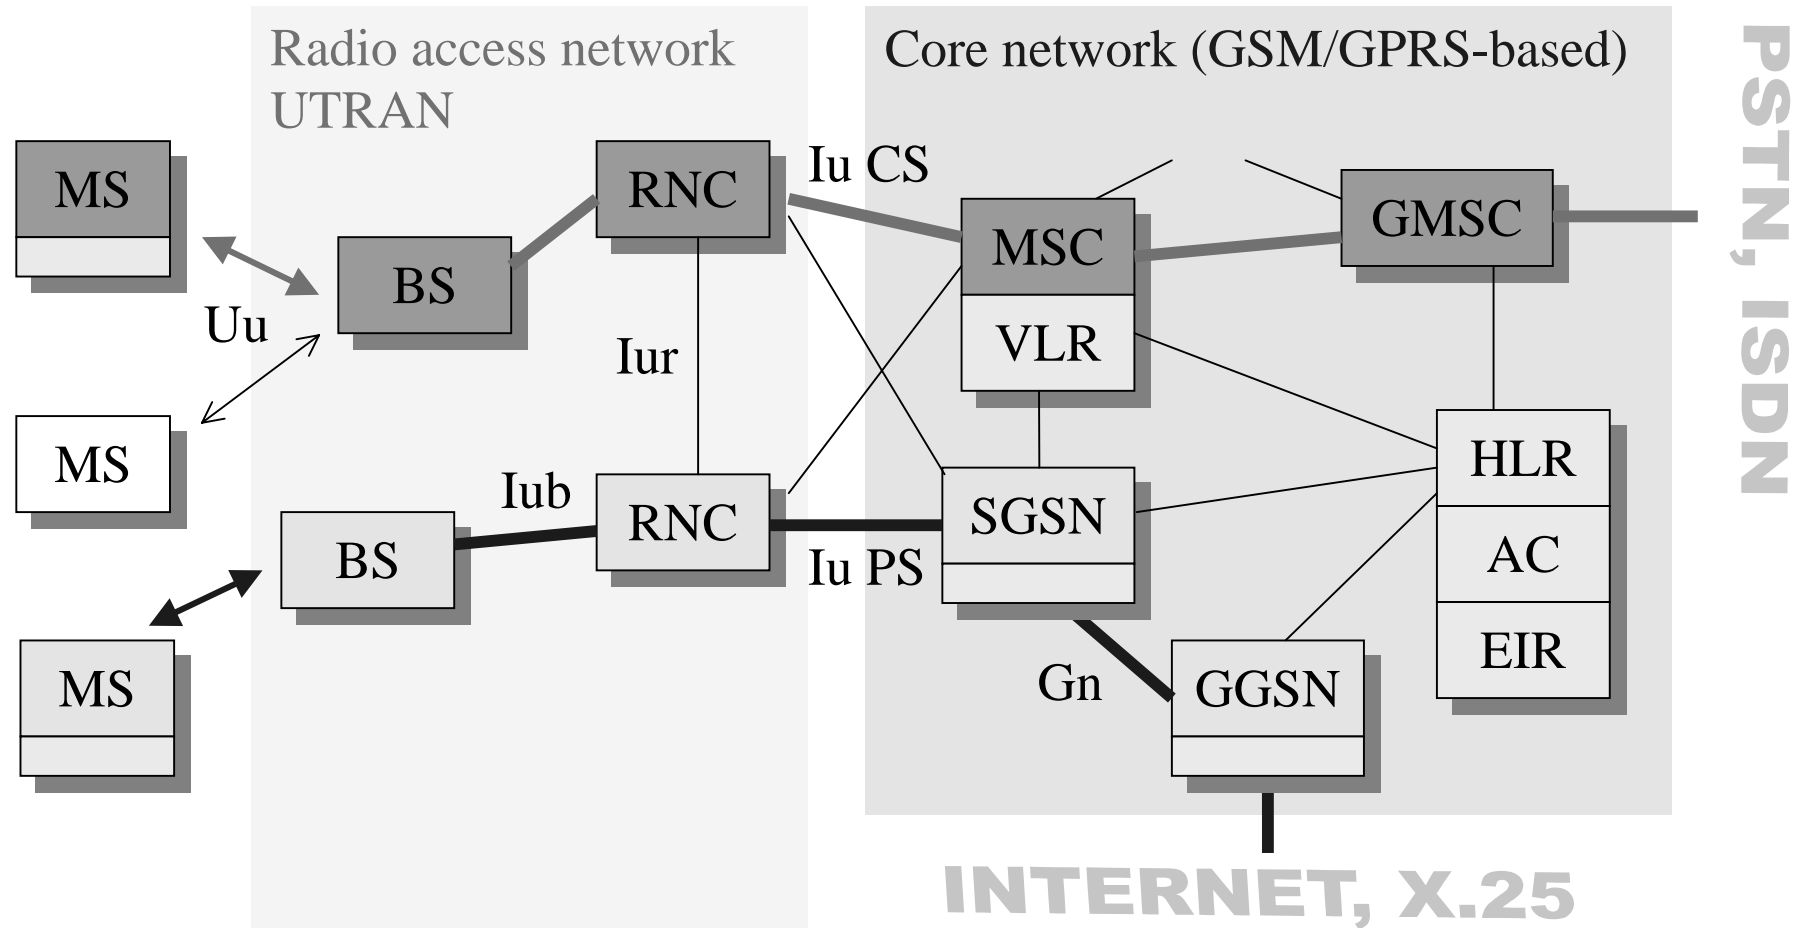 Radio access network
UTRAN
Core network (GSM/GPRS-based)
PSTN, ISDN
MS
RNC
Iu CS
MSC
GMSC
BS
Uu
VLR
Iur
MS
HLR
Iub
RNC
SGSN
BS
Iu PS
AC
EIR
MS
Gn
GGSN
INTERNET, X.25